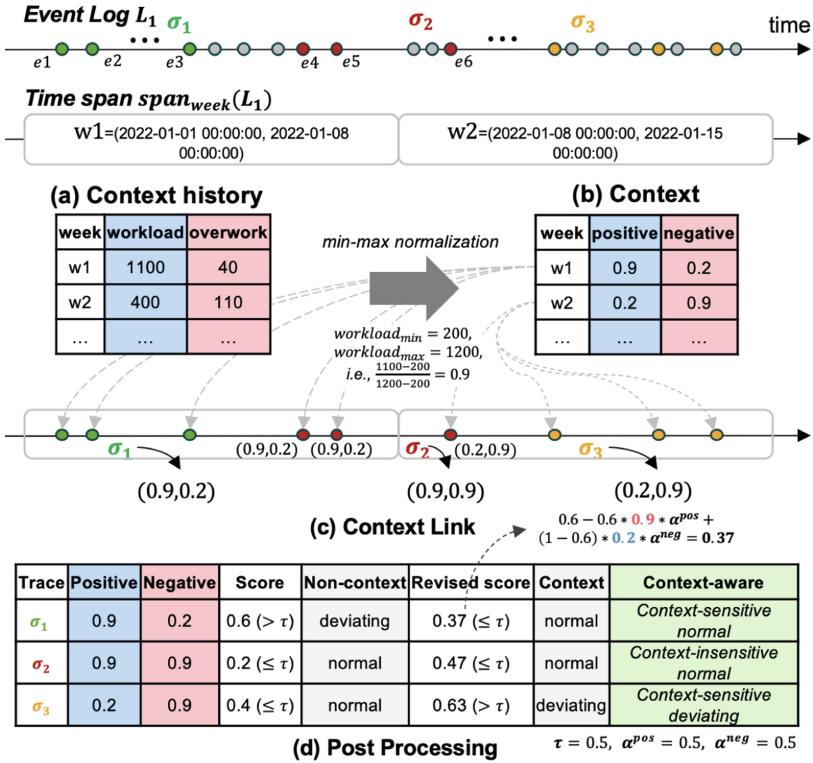 Event Log L₁ σ₁ ... σ₂ ... σ₃ time
e1 e2 e3 e4 e5 e6
Time span span_week(L₁)
w1=(2022-01-01 00:00:00, 2022-01-08
00:00:00)
w2=(2022-01-08 00:00:00, 2022-01-15
00:00:00)
(a) Context history
week workload overwork
w1 1100 40
w2 400 110
... ... ...
min-max normalization
workload_min = 200,
workload_max = 1200,
i.e., (1100−200)/(1200−200) = 0.9
(b) Context
week positive negative
w1 0.9 0.2
w2 0.2 0.9
... ... ...
σ₁ (0.9,0.2) (0.9,0.2) σ₂ (0.2,0.9) σ₃
(0.9,0.2) (0.9,0.9) (0.2,0.9)
(c) Context Link
0.6 − 0.6 * 0.9 * α^pos +
(1 − 0.6) * 0.2 * α^neg = 0.37
Trace Positive Negative Score Non-context Revised score Context Context-aware
σ₁ 0.9 0.2 0.6 (> τ) deviating 0.37 (≤ τ) normal Context-sensitive
normal
σ₂ 0.9 0.9 0.2 (≤ τ) normal 0.47 (≤ τ) normal Context-insensitive
normal
σ₃ 0.2 0.9 0.4 (≤ τ) normal 0.63 (> τ) deviating Context-sensitive
deviating
(d) Post Processing
τ = 0.5, α^pos = 0.5, α^neg = 0.5